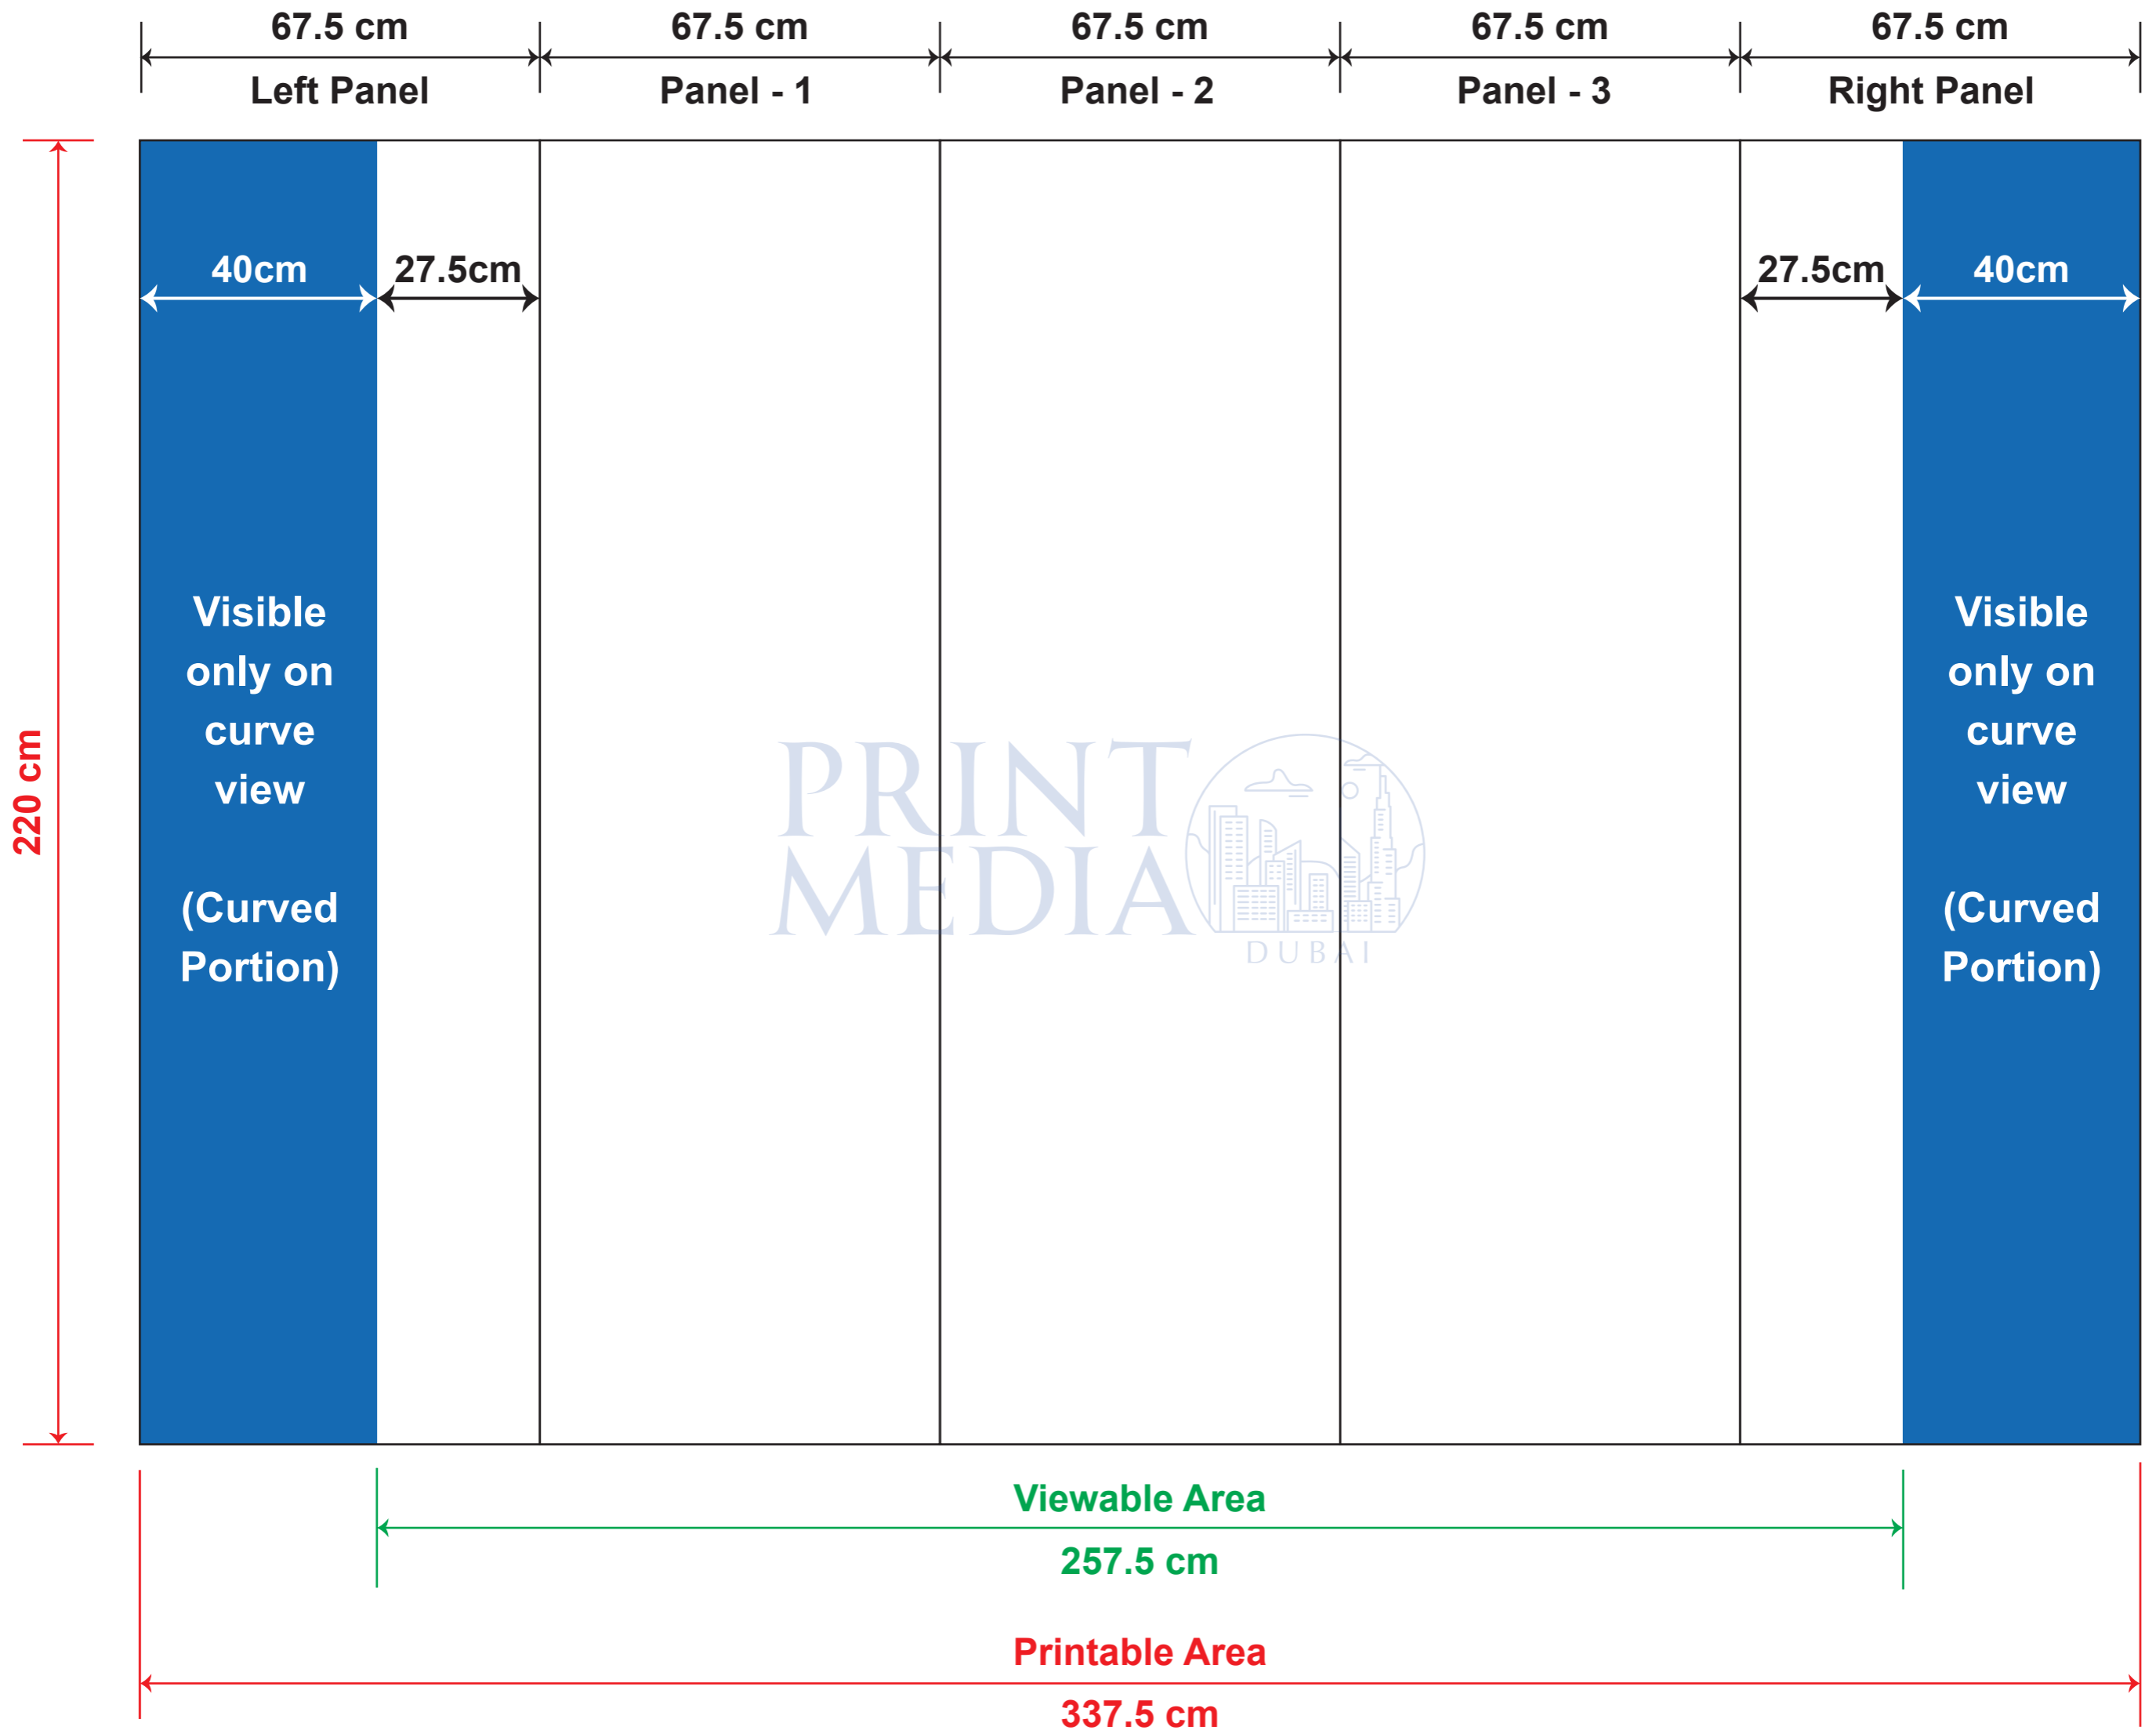 67.5 cm
67.5 cm
67.5 cm
67.5 cm
67.5 cm
Left Panel
Panel - 1
Panel - 2
Panel - 3
Right Panel
40cm
27.5cm
27.5cm
40cm
220 cm
Visible
only on
curve
view
(Curved
Portion)
PRINT
MEDIA
DUBAI
Visible
only on
curve
view
(Curved
Portion)
Viewable Area
257.5 cm
Printable Area
337.5 cm